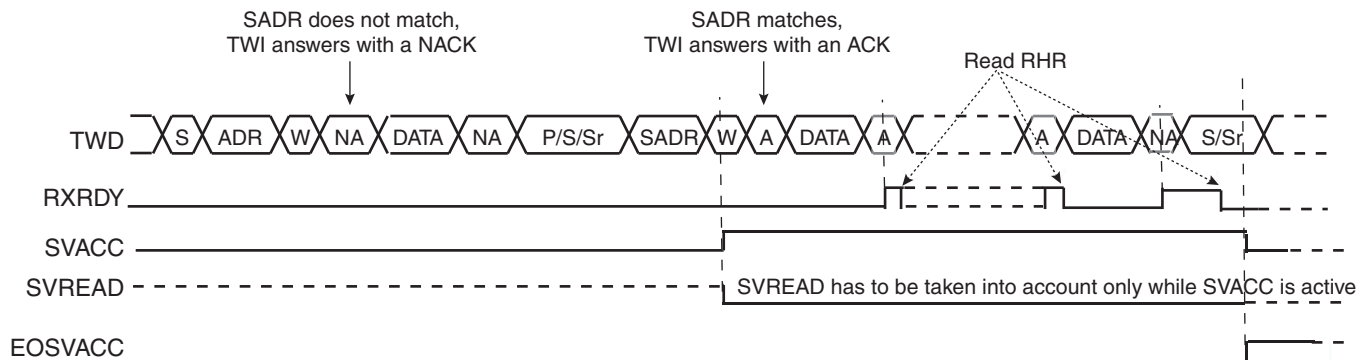 SADR does not match,
TWI answers with a NACK
SADR matches,
TWI answers with an ACK
Read RHR
TWD S ADR W NA DATA NA P/S/Sr SADR W A DATA A A DATA NA S/Sr
RXRDY
SVACC
SVREAD SVREAD has to be taken into account only while SVACC is active
EOSVACC